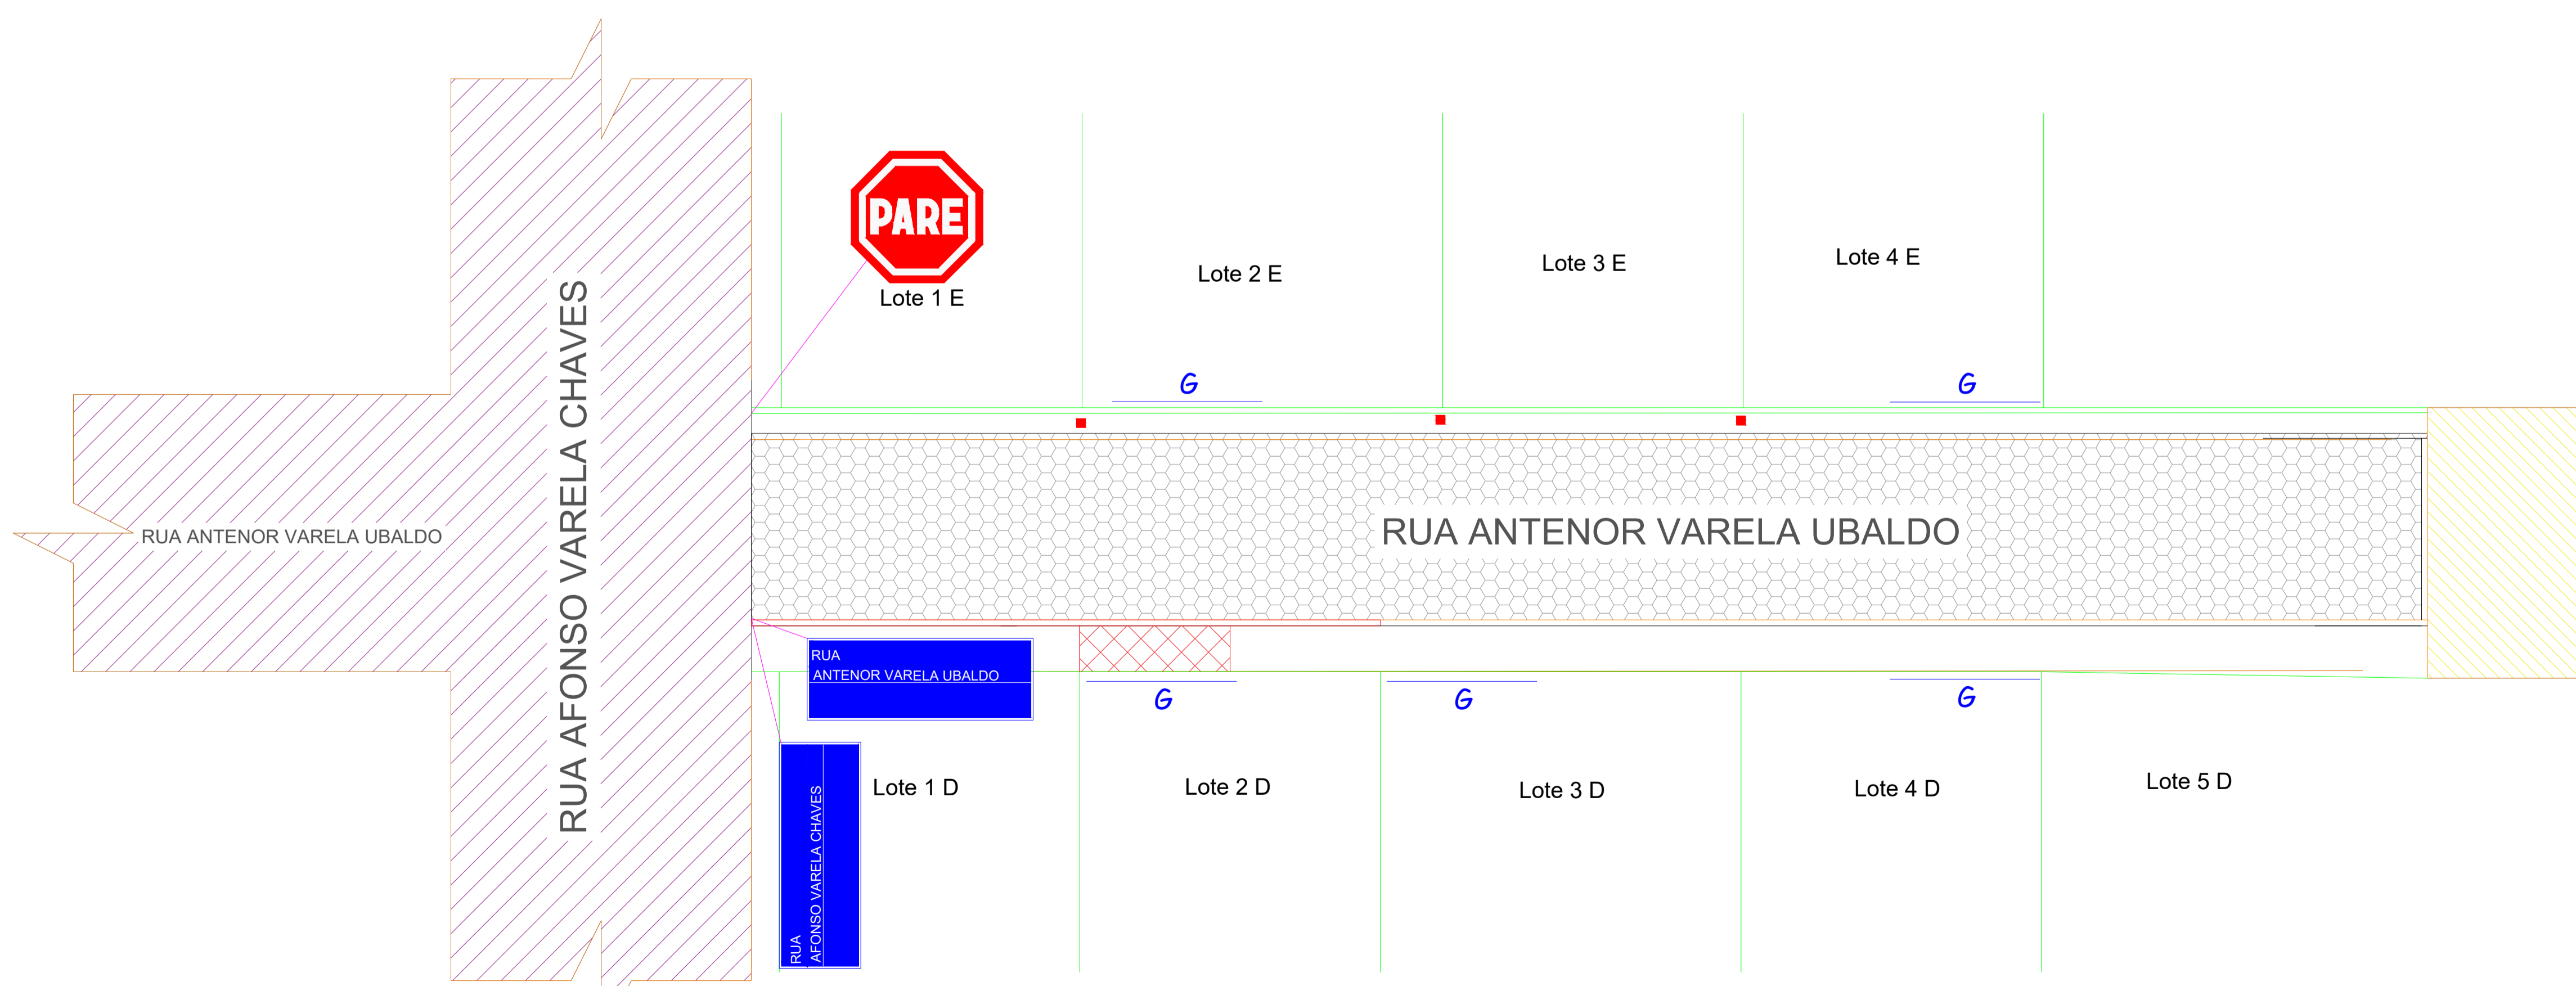 PARE
Lote 1 E
Lote 2 E
Lote 3 E
Lote 4 E
G
G
RUA AFONSO VARELA CHAVES
RUA ANTENOR VARELA UBALDO
RUA ANTENOR VARELA UBALDO
RUA
ANTENOR VARELA UBALDO
G
G
G
RUA
AFONSO VARELA CHAVES
Lote 1 D
Lote 2 D
Lote 3 D
Lote 4 D
Lote 5 D